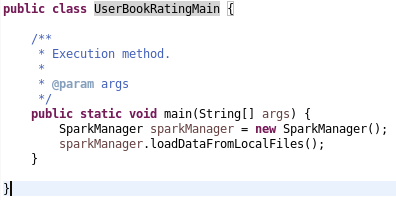 public class UserBookRatingMain {
/**
* Execution method.
*
* @param args
*/
public static void main(String[] args) {
SparkManager sparkManager = new SparkManager();
sparkManager.loadDataFromLocalFiles();
}
}